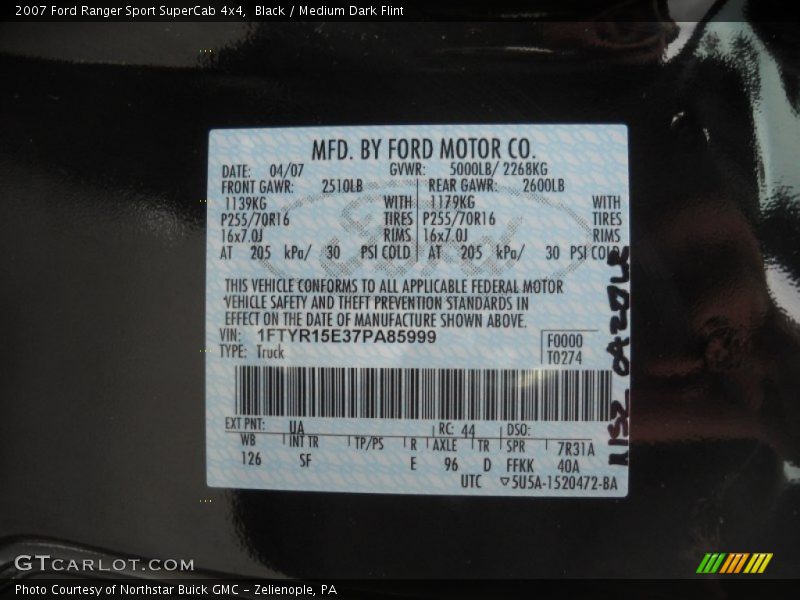 2007 Ford Ranger Sport SuperCab 4x4,  Black / Medium Dark Flint
MFD. BY FORD MOTOR CO.
DATE: 04/07 GVWR: 5000LB/ 2268KG
FRONT GAWR: 2510LB REAR GAWR: 2600LB
1139KG WITH 1179KG WITH
P255/70R16 TIRES P255/70R16 TIRES
16x7.0J RIMS 16x7.0J RIMS
AT 205 kPa/ 30 PSI COLD AT 205 kPa/ 30 PSI COLD
THIS VEHICLE CONFORMS TO ALL APPLICABLE FEDERAL MOTOR
VEHICLE SAFETY AND THEFT PREVENTION STANDARDS IN
EFFECT ON THE DATE OF MANUFACTURE SHOWN ABOVE.
VIN: 1FTYR15E37PA85999
TYPE: Truck
F0000
T0274
EXT PNT: UA RC: 44 DSO:
WB INT TR TP/PS R AXLE TR SPR 7R31A
126 SF E 96 D FFKK 40A
UTC ▽5U5A-1520472-BA
Ford
GTCARLOT.COM
Photo Courtesy of Northstar Buick GMC - Zelienople, PA